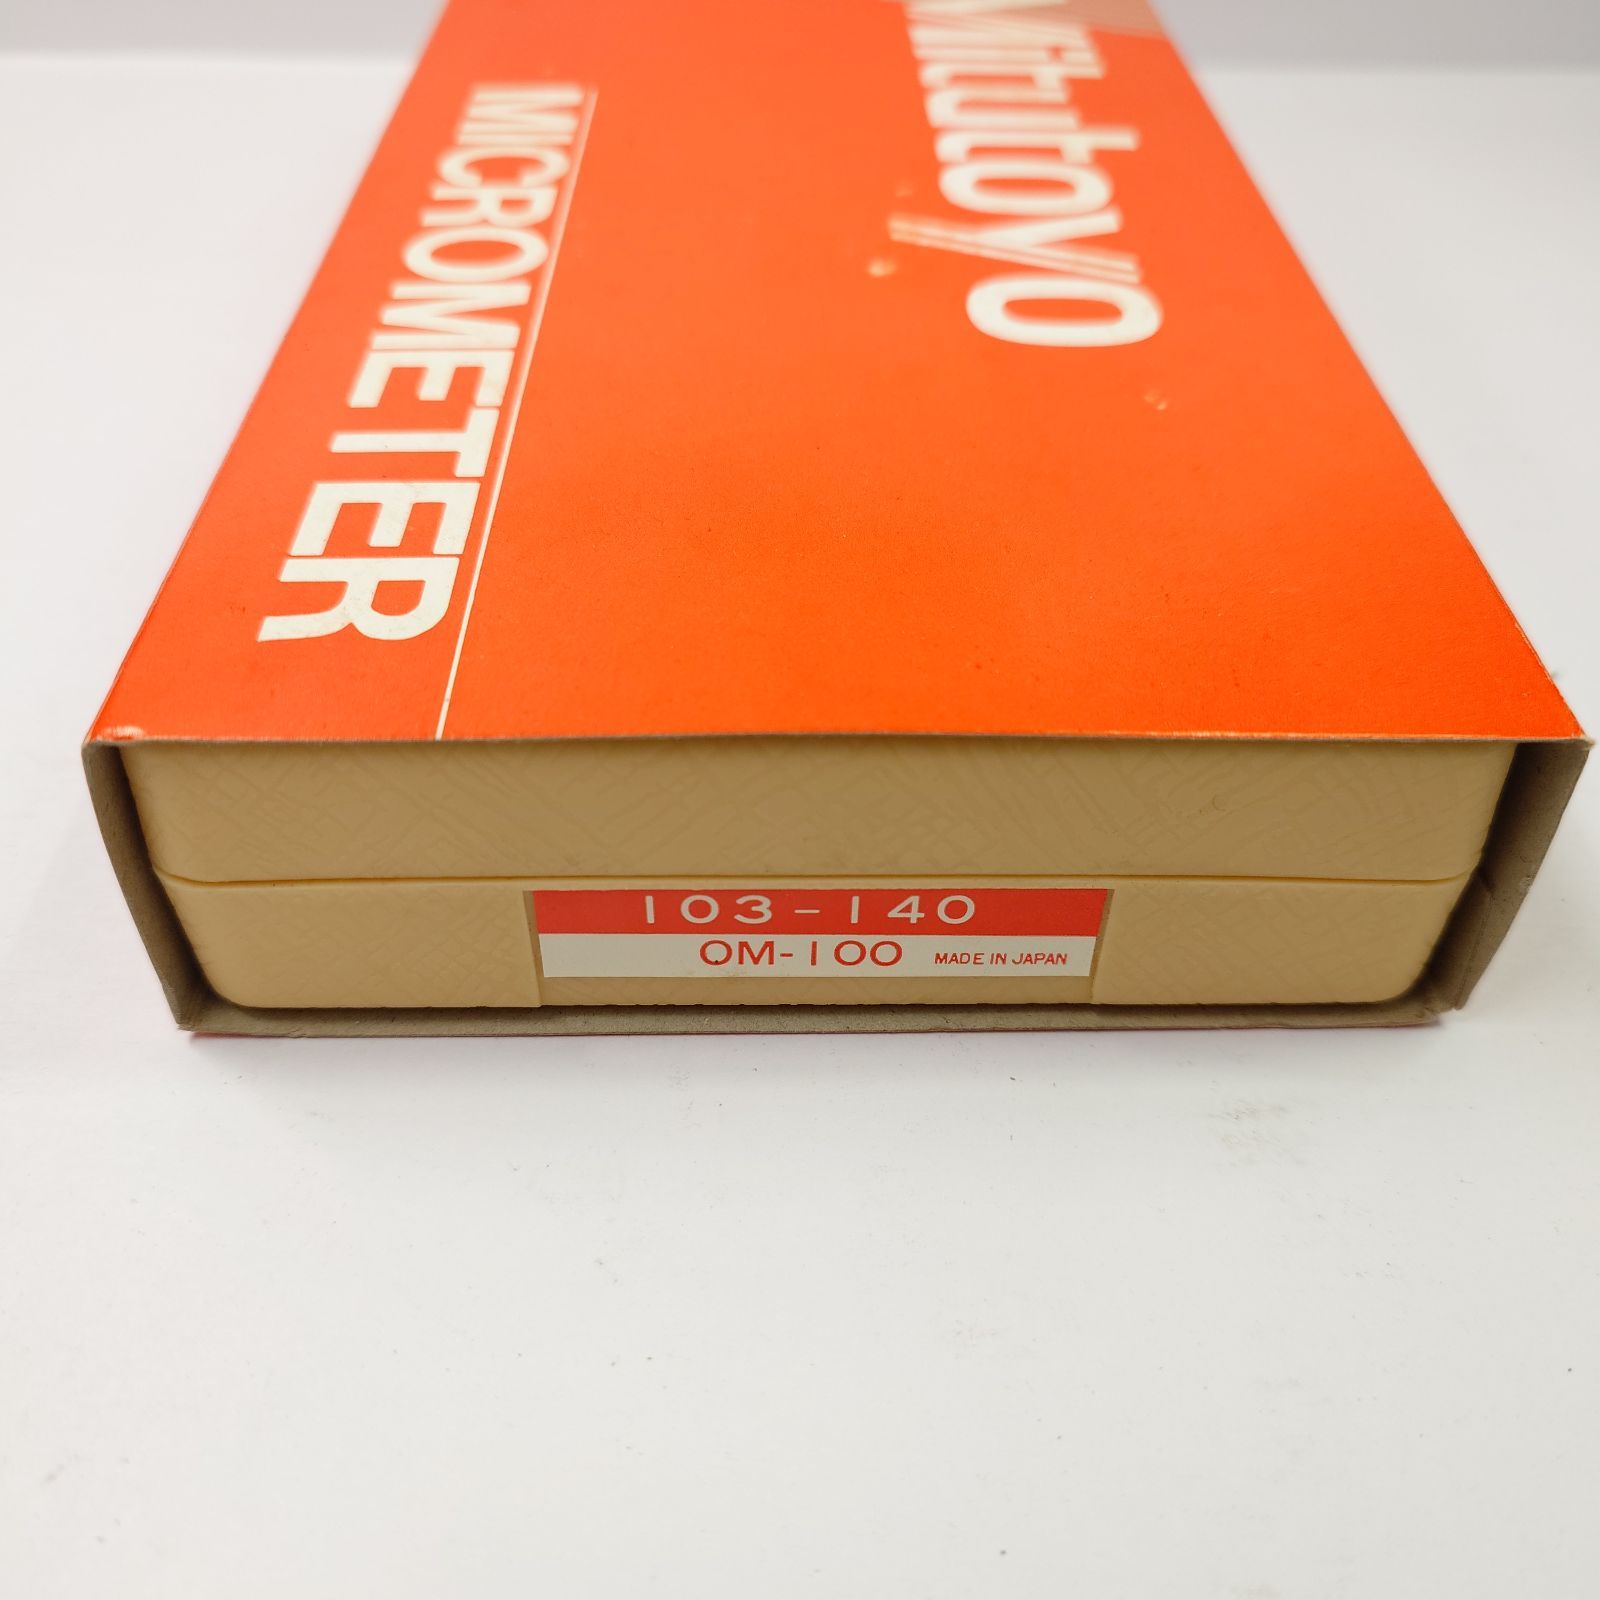 Mitutoyo
MICROMETER
103-140
OM-100 MADE IN JAPAN